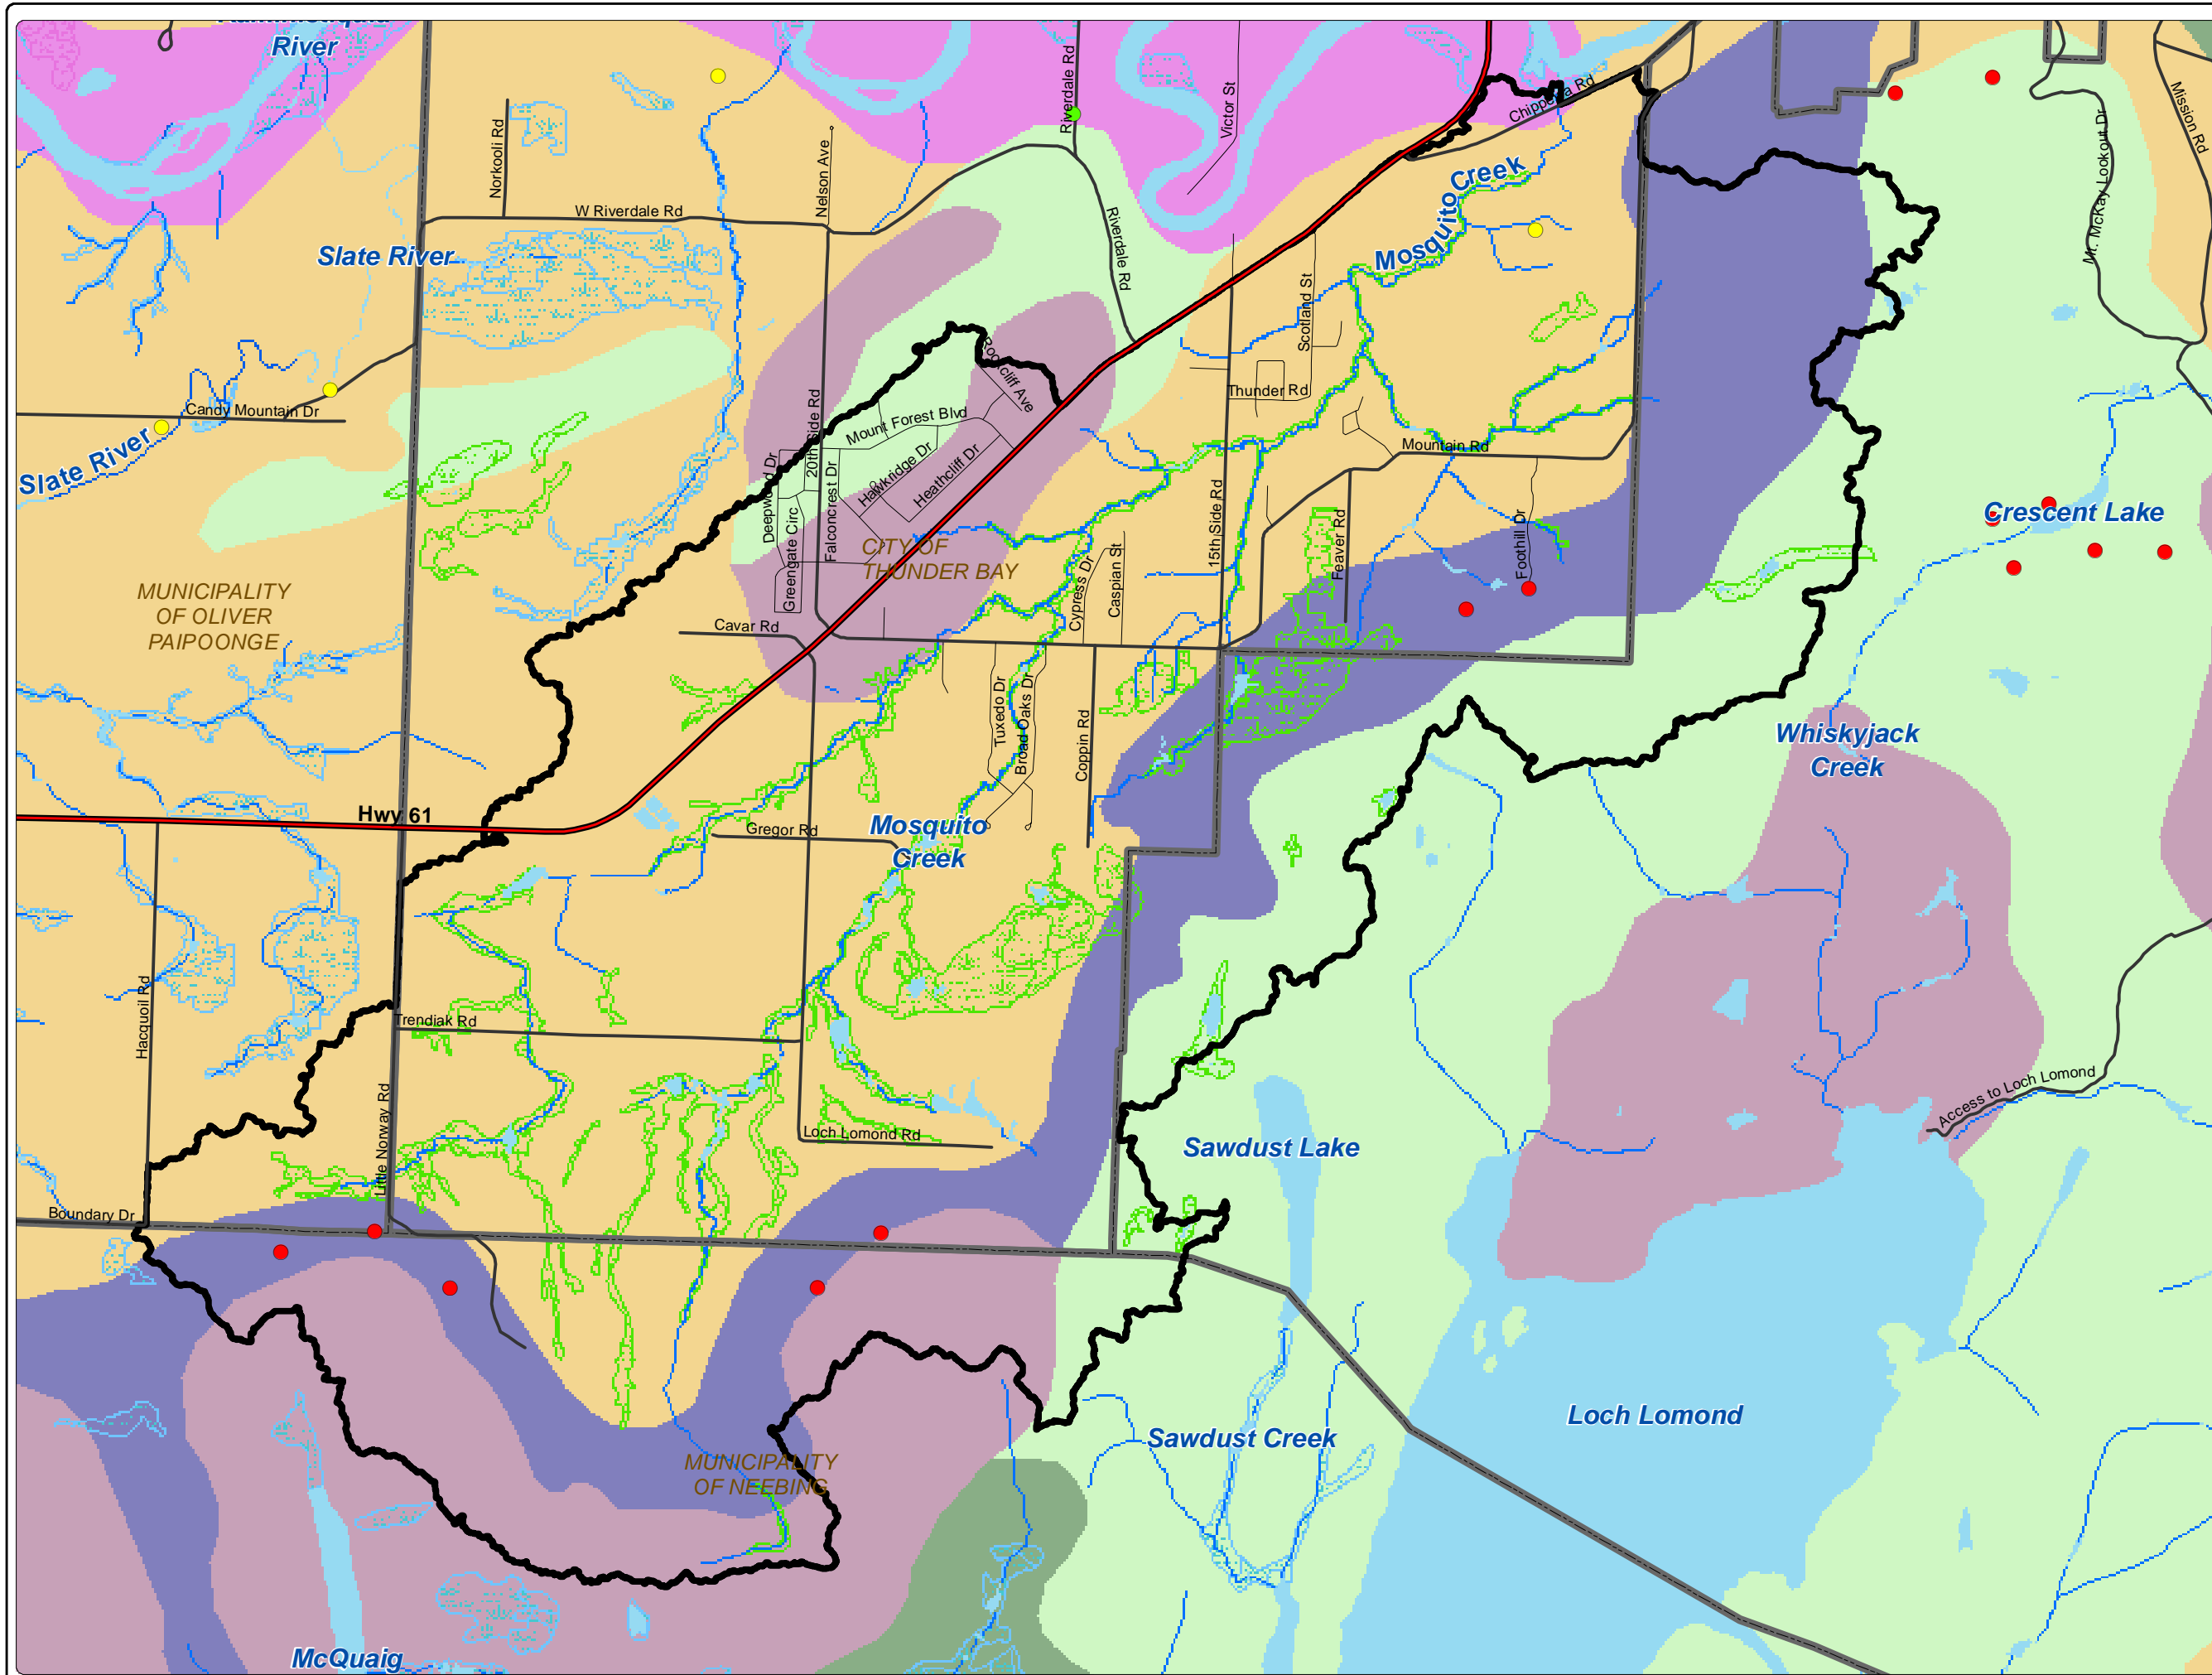 River
Riverdale Rd
Victor St
Chippewa Rd
Mission Rd
Norkooli Rd
Nelson Ave
Mt. McKay Lookout Dr
Mosquito Creek
W Riverdale Rd
Riverdale Rd
Slate River
Scotland St
Rockcliff Ave
Candy Mountain Dr
Thunder Rd
Mount Forest Blvd
20th Side Rd
Mountain Rd
Slate River
Deepwood Dr
Falconcrest Dr
Hawkridge Dr
Heathcliff Dr
15th Side Rd
Feaver Rd
Foothill Dr
Crescent Lake
Greengate Circ
CITY OF
THUNDER BAY
Cypress Dr
Caspian St
MUNICIPALITY
OF OLIVER
PAIPOONGE
Cavar Rd
Tuxedo Dr
Broad Oaks Dr
Coppin Rd
Whiskyjack
Creek
Hwy 61
Gregor Rd
Mosquito
Creek
Hacquoil Rd
Trendiak Rd
Access to Loch Lomond
Little Norway Rd
Loch Lomond Rd
Sawdust Lake
Boundary Dr
Loch Lomond
Sawdust Creek
MUNICIPALITY
OF NEEBING
McQuaig